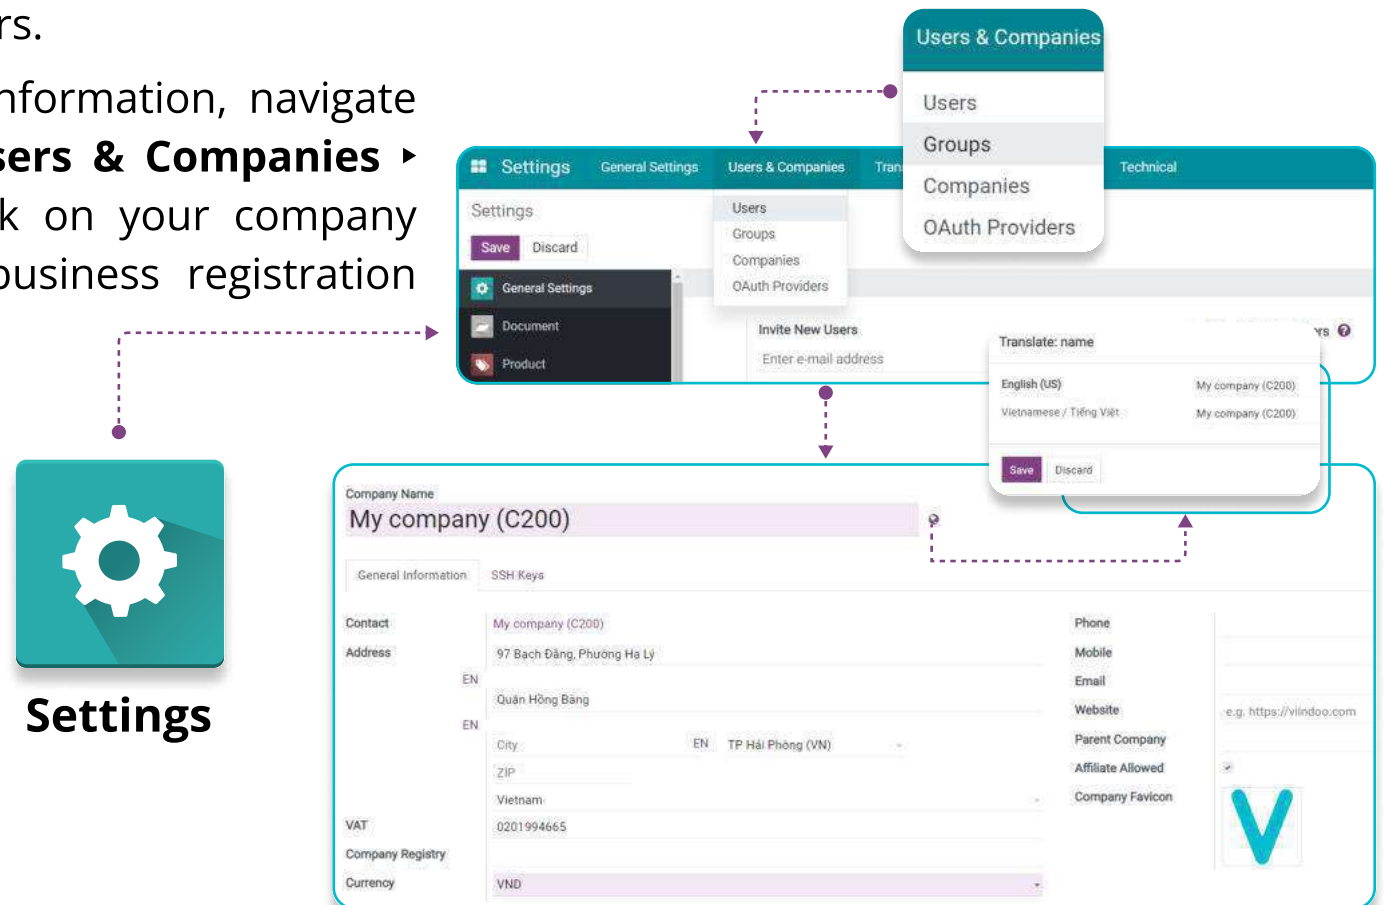 rs.
nformation, navigate
sers & Companies ‣
k on your company
business registration
Settings
Users & Companies
Users
Groups
Companies
OAuth Providers
Settings General Settings Users & Companies Tran Technical
Settings
Save Discard
Users
Groups
Companies
OAuth Providers
General Settings
Document
Product
Invite New Users
Enter e-mail address
rs
Translate: name
English (US) My company (C200)
Vietnamese / Tiếng Việt My company (C200)
Save Discard
Company Name
My company (C200)
General Information SSH Keys
Contact My company (C200)
Address 97 Bạch Đằng, Phường Hạ Lý
EN
Quận Hồng Bàng
EN
City EN TP Hải Phòng (VN)
ZIP
Vietnam
VAT 0201994665
Company Registry
Currency VND
Phone
Mobile
Email
Website e.g. https://viindoo.com
Parent Company
Affiliate Allowed
Company Favicon